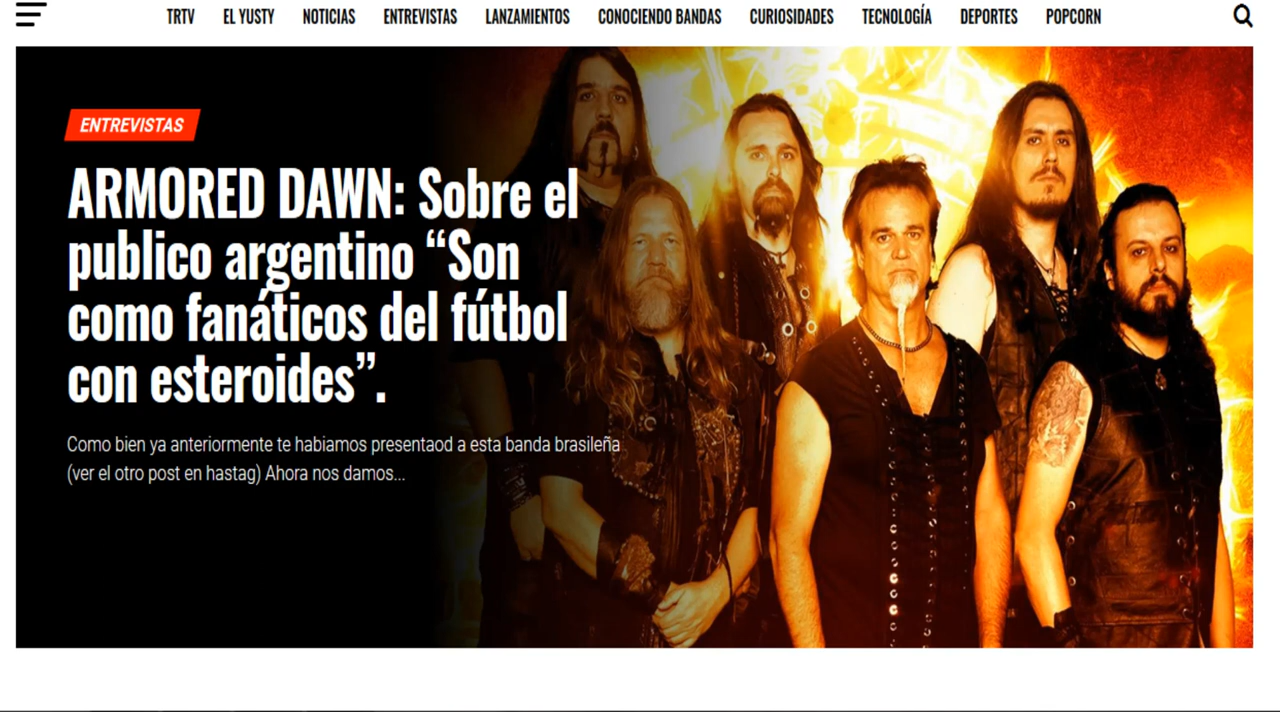 TRTV EL YUSTY NOTICIAS ENTREVISTAS LANZAMIENTOS CONOCIENDO BANDAS CURIOSIDADES TECNOLOGÍA DEPORTES POPCORN
ENTREVISTAS
ARMORED DAWN: Sobre el
publico argentino “Son
como fanáticos del fútbol
con esteroides”.
Como bien ya anteriormente te habiamos presentaod a esta banda brasileña
(ver el otro post en hastag) Ahora nos damos...